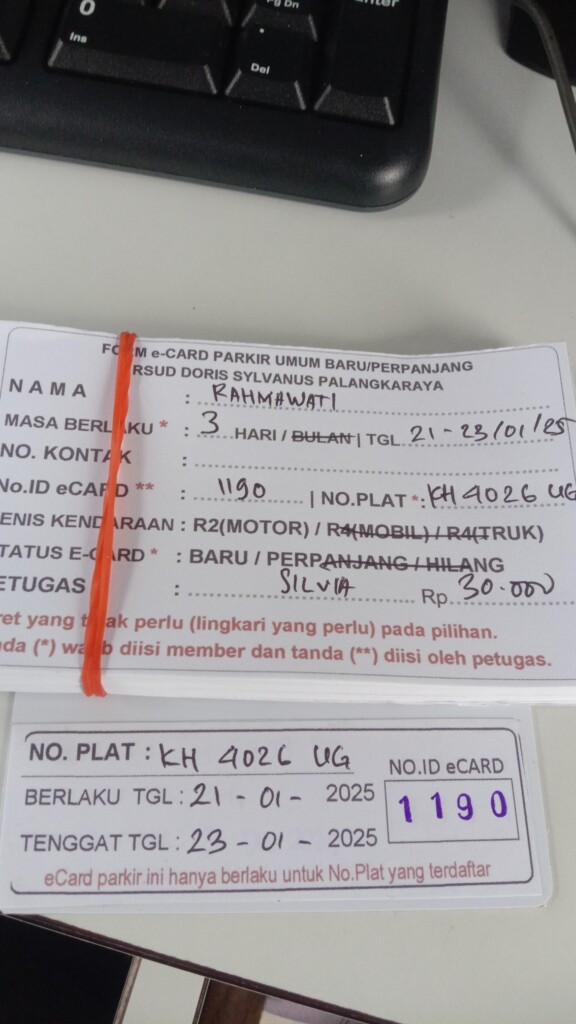 0
Ins
Pg Dn
Del
Enter
FORM e-CARD PARKIR UMUM BARU/PERPANJANG
RSUD DORIS SYLVANUS PALANGKARAYA
NAMA : RAHMAWATI
MASA BERLAKU * : 3 HARI / BULAN | TGL 21 - 23/01/25
NO. KONTAK :
No.ID eCARD ** : 1190 | NO.PLAT *: KH 4026 UG
ENIS KENDARAAN : R2(MOTOR) / R4(MOBIL) / R4(TRUK)
TATUS E-CARD * : BARU / PERPANJANG / HILANG
ETUGAS : SILVIA Rp 30.000
ret yang tidak perlu (lingkari yang perlu) pada pilihan.
nda (*) wajib diisi member dan tanda (**) diisi oleh petugas.
NO. PLAT : KH 4026 UG
NO.ID eCARD
BERLAKU TGL : 21 - 01 - 2025
1190
TENGGAT TGL : 23 - 01 - 2025
eCard parkir ini hanya berlaku untuk No.Plat yang terdaftar